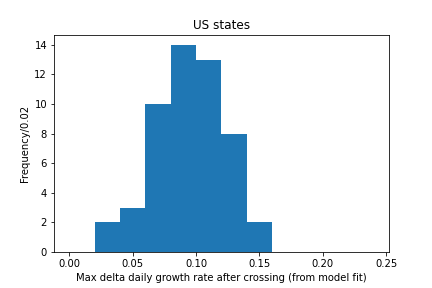 US states
Frequency/0.02
14
12
10
8
6
4
2
0
0.00 0.05 0.10 0.15 0.20 0.25
Max delta daily growth rate after crossing (from model fit)